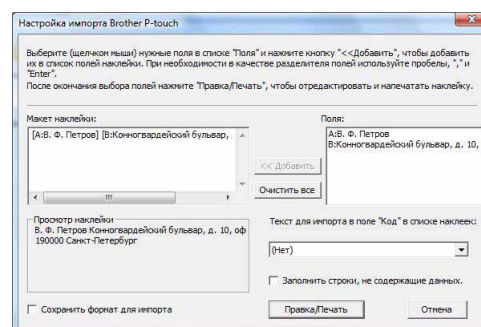 Настройка импорта Brother P-touch
Выберите (щелчком мыши) нужные поля в списке "Поля" и нажмите кнопку "<<Добавить", чтобы добавить
их в список полей наклейки. При необходимости в качестве разделителя полей используйте пробелы, "," и
"Enter".
После окончания выбора полей нажмите "Правка/Печать", чтобы отредактировать и напечатать наклейку.
Макет наклейки:
Поля:
[A:В. Ф. Петров] [B:Конногвардейский бульвар,
A:В. Ф. Петров
B:Конногвардейский бульвар, д. 10,
<< Добавить
Очистить все
Просмотр наклейки
В. Ф. Петров Конногвардейский бульвар, д. 10, оф
190000 Санкт-Петербург
Текст для импорта в поле "Код" в списке наклеек:
(Нет)
Заполнить строки, не содержащие данных.
Сохранить формат для импорта
Правка/Печать
Отмена